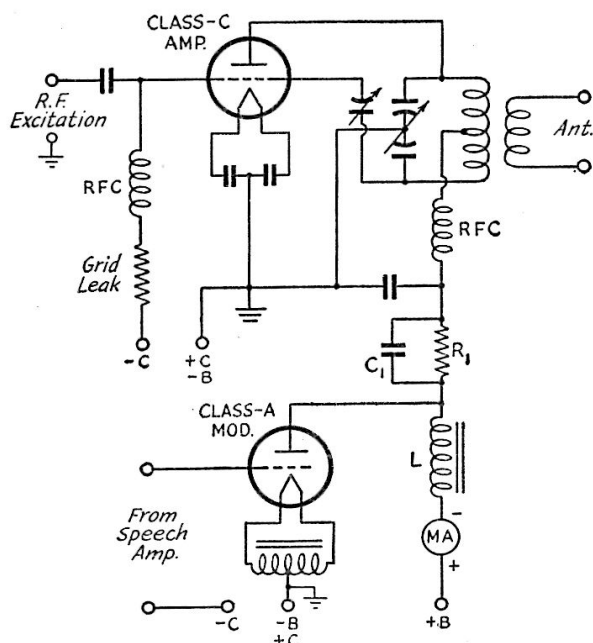 CLASS-C
AMP.
R.F.
Excitation
Ant.
RFC
RFC
Grid
Leak
-C
+C
-B
C1
R1
CLASS-A
MOD.
L
-
MA
+
From
Speech
Amp.
-C
-B
+C
+B